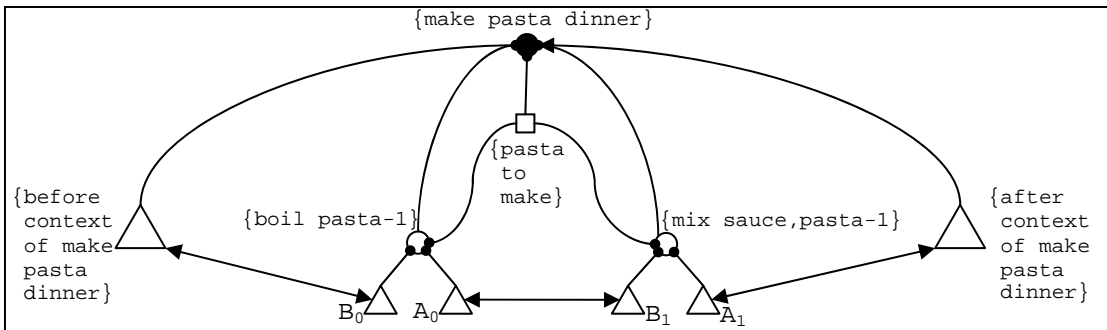 {make pasta dinner}
{pasta
to
make}
{before
context
of make
pasta
dinner}
{boil pasta-1}
{mix sauce,pasta-1}
{after
context
of make
pasta
dinner}
B₀
A₀
B₁
A₁